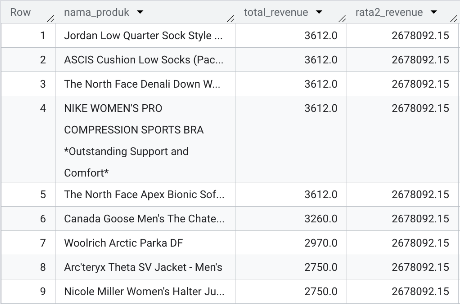 Row nama_produk total_revenue rata2_revenue
1 Jordan Low Quarter Sock Style ... 3612.0 2678092.15
2 ASCIS Cushion Low Socks (Pac... 3612.0 2678092.15
3 The North Face Denali Down W... 3612.0 2678092.15
4 NIKE WOMEN'S PRO 3612.0 2678092.15
COMPRESSION SPORTS BRA
*Outstanding Support and
Comfort*
5 The North Face Apex Bionic Sof... 3612.0 2678092.15
6 Canada Goose Men's The Chate... 3260.0 2678092.15
7 Woolrich Arctic Parka DF 2970.0 2678092.15
8 Arc'teryx Theta SV Jacket - Men's 2750.0 2678092.15
9 Nicole Miller Women's Halter Ju... 2750.0 2678092.15